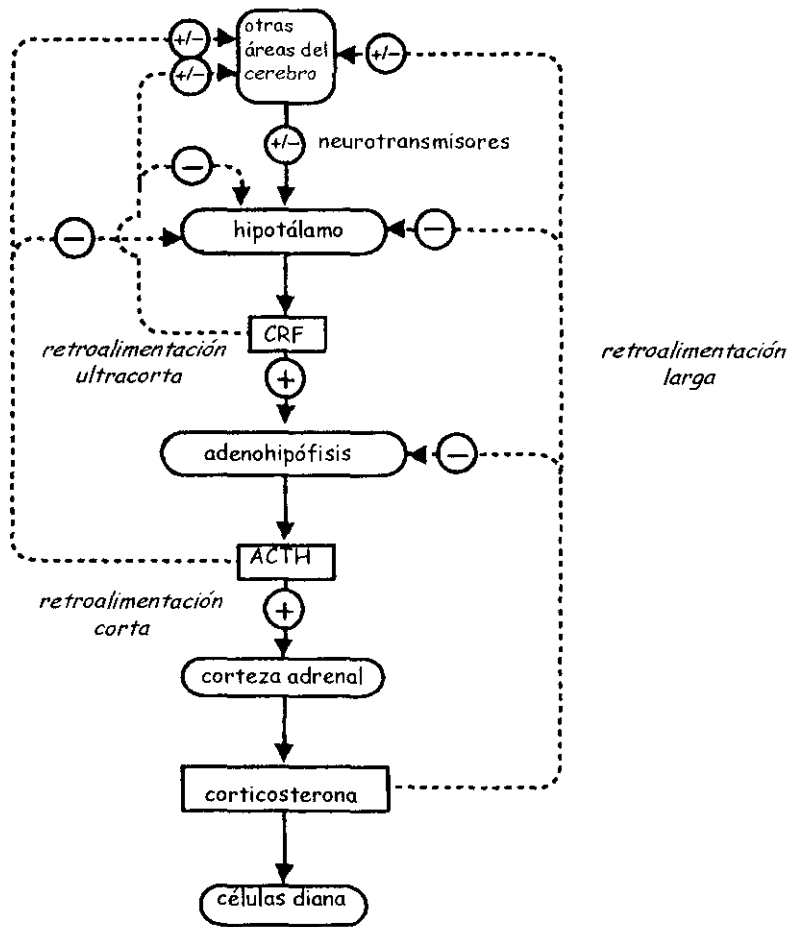 otras
áreas del
cerebro
+/−
+/−
+/−
+/−
neurotransmisores
−
−
hipotálamo
−
CRF
retroalimentación
ultracorta
retroalimentación
larga
+
adenohipófisis
−
ACTH
retroalimentación
corta
+
corteza adrenal
corticosterona
células diana